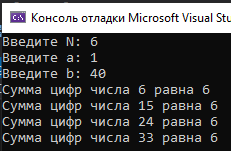 Консоль отладки Microsoft Visual Stu
Введите N: 6
Введите a: 1
Введите b: 40
Сумма цифр числа 6 равна 6
Сумма цифр числа 15 равна 6
Сумма цифр числа 24 равна 6
Сумма цифр числа 33 равна 6